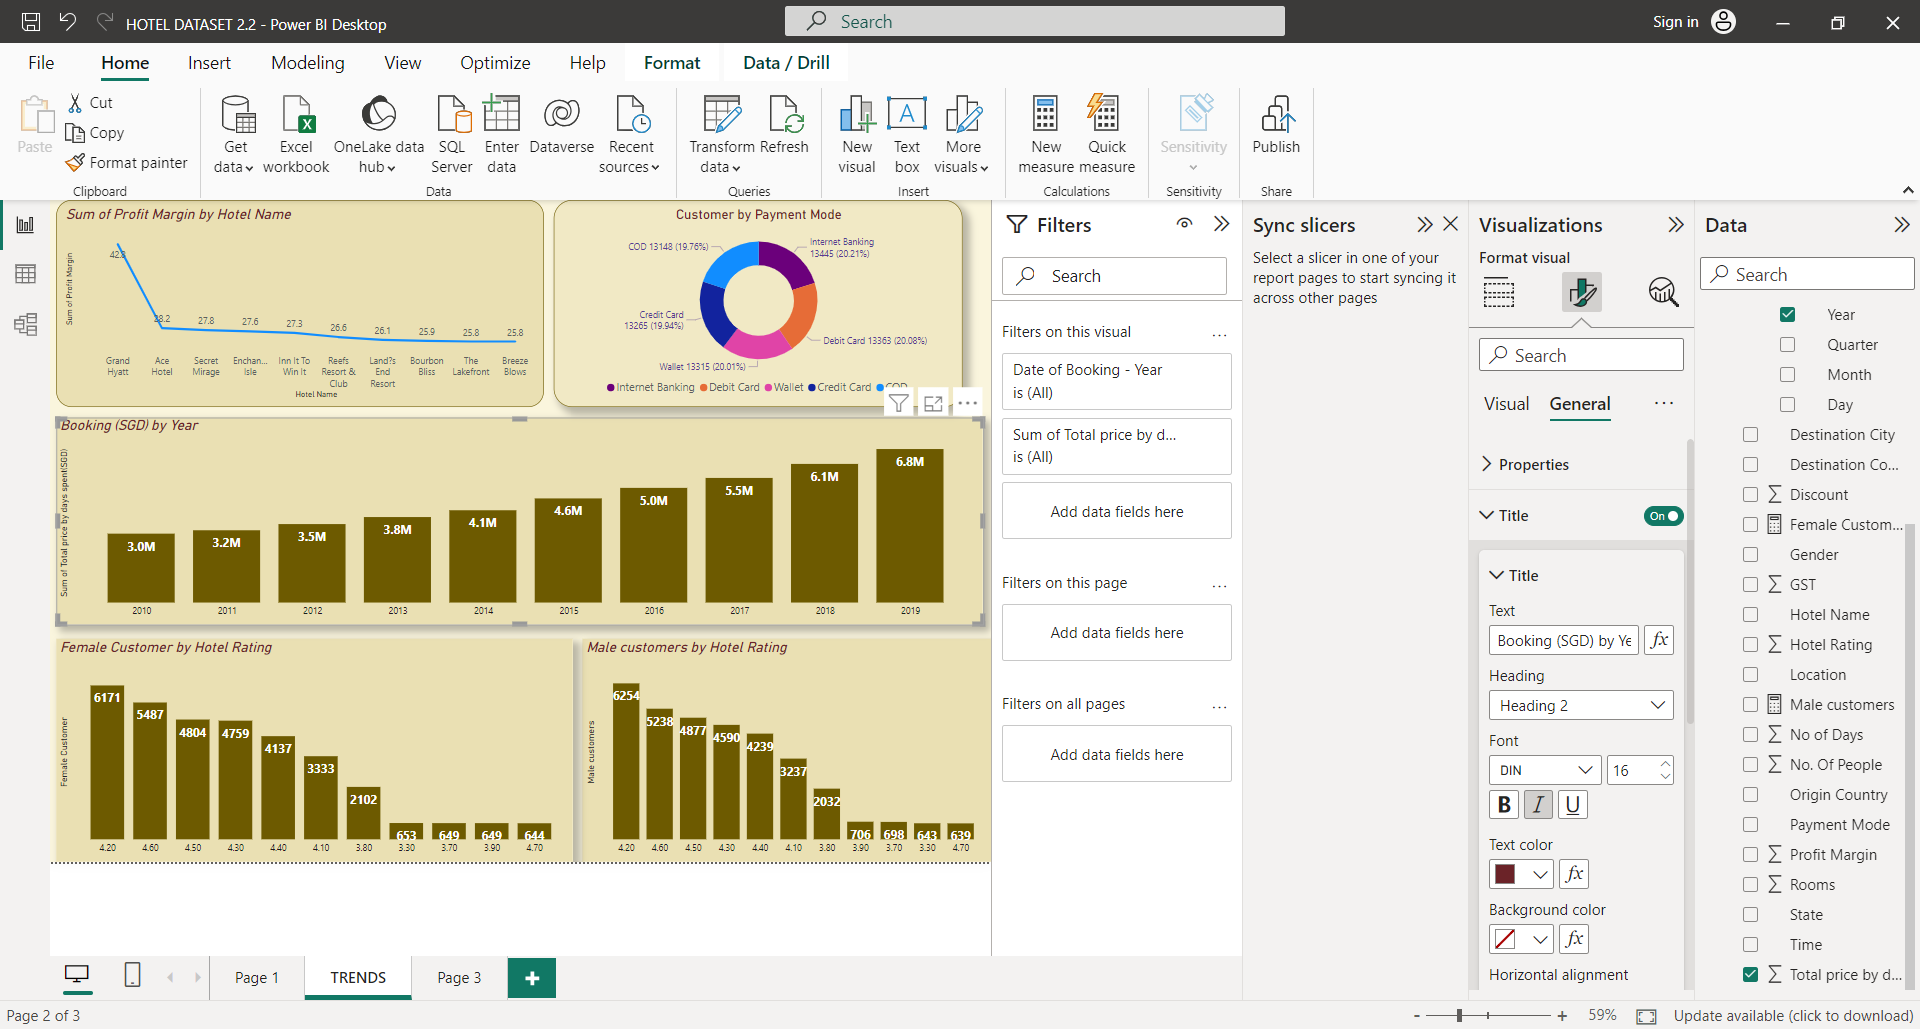 HOTEL DATASET 2.2 - Power BI Desktop
Search
Sign in
File Home Insert Modeling View Optimize Help Format Data / Drill
Paste
Cut
Copy
Format painter
Clipboard
Get data
Excel workbook
OneLake data hub
SQL Server
Enter data
Dataverse
Recent sources
Data
Transform data
Refresh
Queries
New visual
Text box
More visuals
Insert
New measure
Quick measure
Calculations
Sensitivity
Sensitivity
Publish
Share
Sum of Profit Margin by Hotel Name
Sum of Profit Margin
27.8 27.6 27.3 26.6 26.1 25.9 25.8 25.8
Grand Hyatt
Ace Hotel
Secret Mirage
Enchan... Isle
Inn It To Win It
Reefs Resort & Club
Land?s End Resort
Bourbon Bliss
The Lakefront
Breeze Blows
Hotel Name
Customer by Payment Mode
COD 13148 (19.76%)
Internet Banking
13445 (20.21%)
Credit Card
13265 (19.94%)
Debit Card 13363 (20.08%)
Wallet 13315 (20.01%)
Internet Banking Debit Card Wallet Credit Card COD
Booking (SGD) by Year
Sum of Total price by days spent(SGD)
3.0M 3.2M 3.5M 3.8M 4.1M 4.6M 5.0M 5.5M 6.1M 6.8M
2010 2011 2012 2013 2014 2015 2016 2017 2018 2019
Female Customer by Hotel Rating
Female Customer
6171 5487 4804 4759 4137 3333 2102 653 649 649 644
4.20 4.60 4.50 4.30 4.40 4.10 3.80 3.30 3.70 3.90 4.70
Male customers by Hotel Rating
Male customers
6254 5238 4877 4590 4239 3237 2032 706 698 643 639
4.20 4.60 4.50 4.30 4.40 4.10 3.80 3.90 3.70 3.30 4.70
Filters
Search
Filters on this visual
Date of Booking - Year
is (All)
Sum of Total price by d...
is (All)
Add data fields here
Filters on this page
Add data fields here
Filters on all pages
Add data fields here
Sync slicers
Select a slicer in one of your
report pages to start syncing it
across other pages
Visualizations
Format visual
Search
Visual General
Properties
Title
On
Title
Text
Booking (SGD) by Ye
fx
Heading
Heading 2
Font
DIN
16
B I U
Text color
fx
Background color
fx
Horizontal alignment
Data
Search
Year
Quarter
Month
Day
Destination City
Destination Co...
Discount
Female Custom...
Gender
GST
Hotel Name
Hotel Rating
Location
Male customers
No of Days
No. Of People
Origin Country
Payment Mode
Profit Margin
Rooms
State
Time
Total price by d...
Page 1 TRENDS Page 3
+
Page 2 of 3
- + 59%
Update available (click to download)